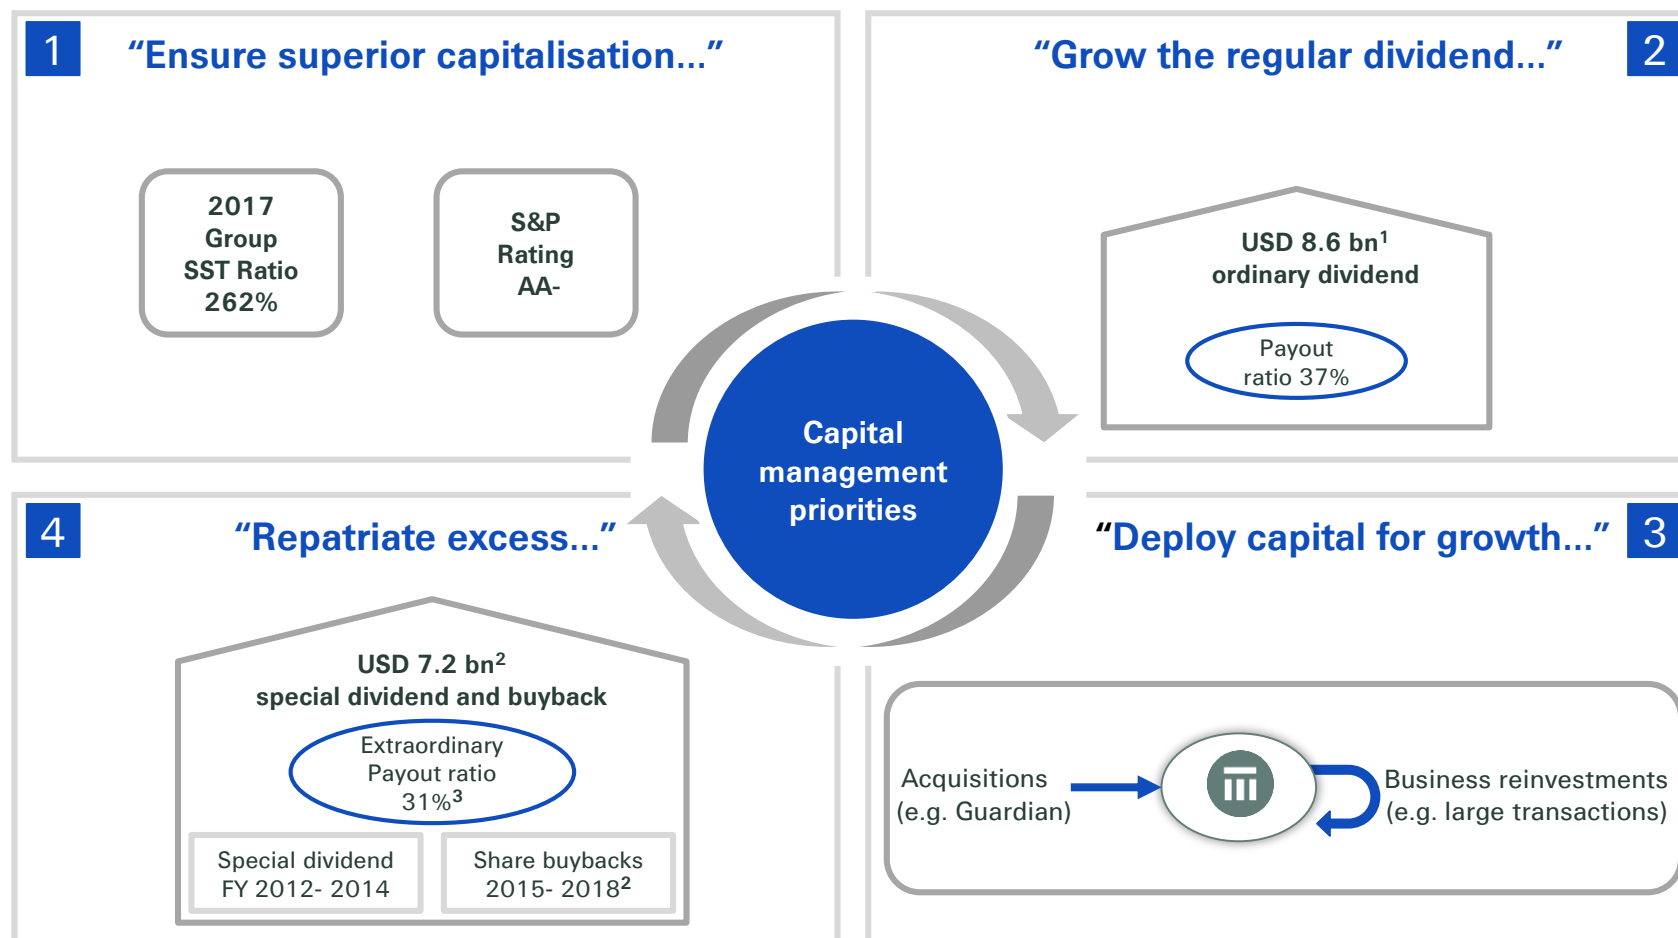 1
“Ensure superior capitalisation...”
2017
Group
SST Ratio
262%
S&P
Rating
AA-
“Grow the regular dividend...”
2
USD 8.6 bn¹
ordinary dividend
Payout
ratio 37%
Capital
management
priorities
4
“Repatriate excess...”
USD 7.2 bn²
special dividend and buyback
Extraordinary
Payout ratio
31%³
Special dividend
FY 2012- 2014
Share buybacks
2015- 2018²
“Deploy capital for growth...”
3
Acquisitions
(e.g. Guardian)
Business reinvestments
(e.g. large transactions)